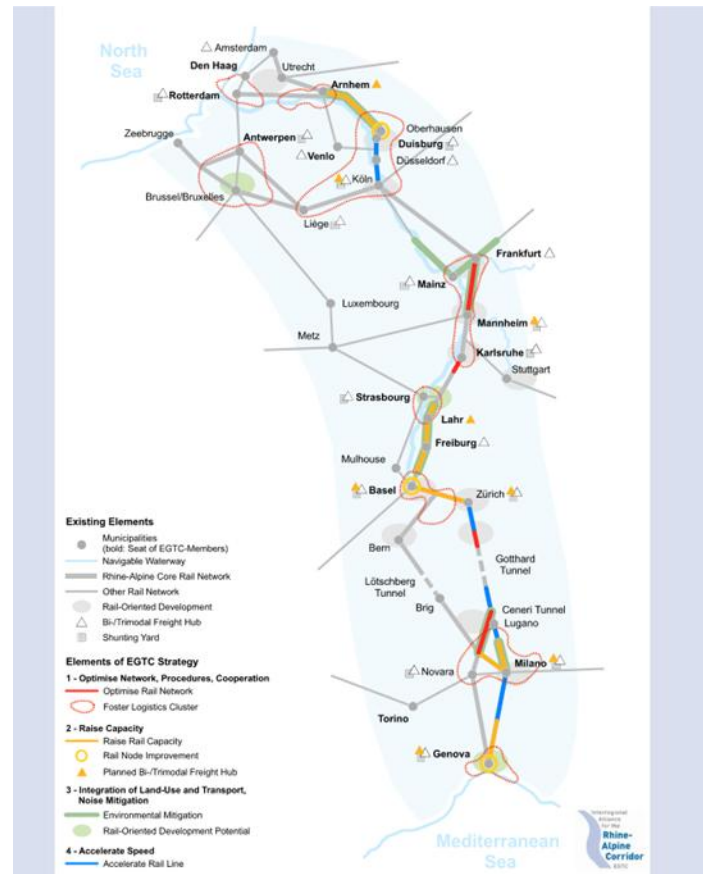 North
Sea
Amsterdam
Den Haag
Utrecht
Arnhem
Rotterdam
Oberhausen
Zeebrugge
Antwerpen
Duisburg
Venlo
Düsseldorf
Köln
Brussel/Bruxelles
Liége
Frankfurt
Mainz
Luxembourg
Mannheim
Metz
Karlsruhe
Stuttgart
Strasbourg
Lahr
Freiburg
Mulhouse
Basel
Zürich
Bern
Gotthard
Tunnel
Lötschberg
Tunnel
Brig
Ceneri Tunnel
Lugano
Milano
Novara
Torino
Genova
Mediterranean
Sea
Existing Elements
Municipalities
(bold: Seat of EGTC-Members)
Navigable Waterway
Rhine-Alpine Core Rail Network
Other Rail Network
Rail-Oriented Development
Bi-/Trimodal Freight Hub
Shunting Yard
Elements of EGTC Strategy
1 - Optimise Network, Procedures, Cooperation
Optimise Rail Network
Foster Logistics Cluster
2 - Raise Capacity
Raise Rail Capacity
Rail Node Improvement
Planned Bi-/Trimodal Freight Hub
3 - Integration of Land-Use and Transport,
Noise Mitigation
Environmental Mitigation
Rail-Oriented Development Potential
4 - Accelerate Speed
Accelerate Rail Line
Interregional
Alliance
for the
Rhine-
Alpine
Corridor
EGTC